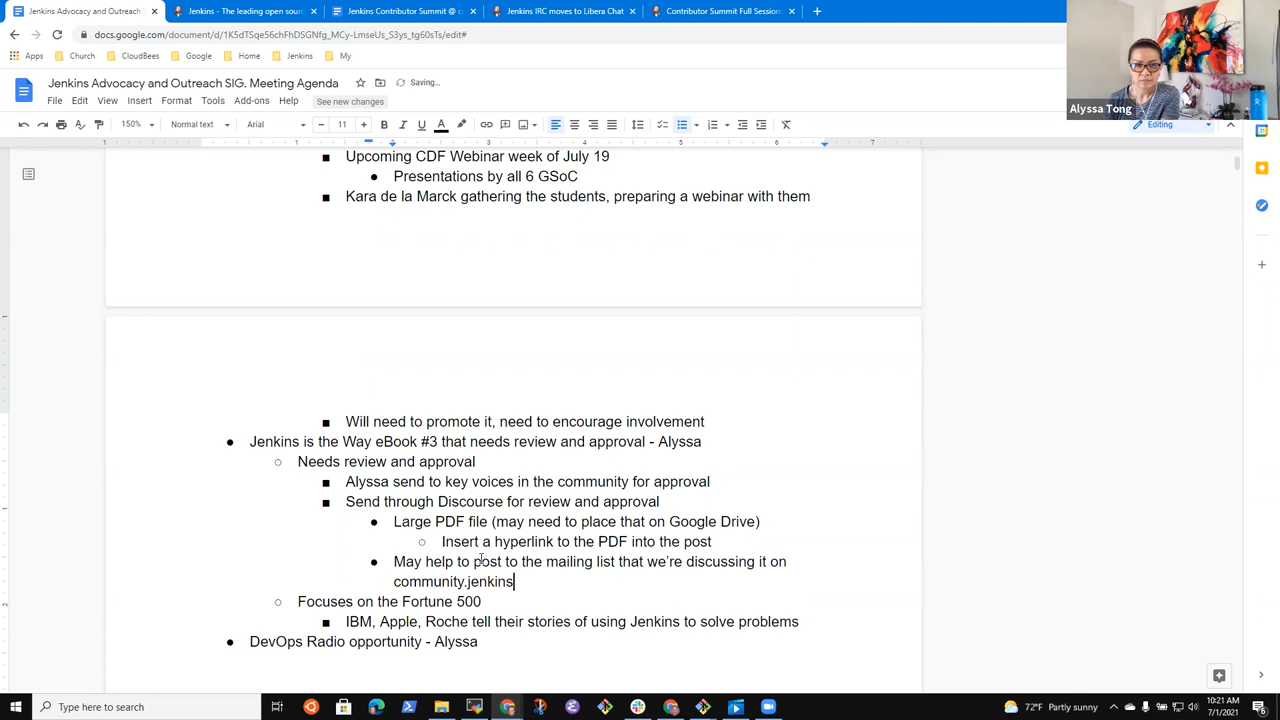 Jenkins Advocacy and Outreach S
Jenkins - The leading open sour
Jenkins Contributor Summit @ c
Jenkins IRC moves to Libera Chat
Contributor Summit Full Session
docs.google.com/document/d/1K5dTSqe56chFhDSGNfg_MCy-LmseUs_S3ys_tg60sTs/edit#
Apps
Church
CloudBees
Google
Home
Jenkins
My
Jenkins Advocacy and Outreach SIG. Meeting Agenda
Saving...
File Edit View Insert Format Tools Add-ons Help See new changes
Alyssa Tong
150% Normal text Arial 11 Editing
■ Upcoming CDF Webinar week of July 19
● Presentations by all 6 GSoC
■ Kara de la Marck gathering the students, preparing a webinar with them
■ Will need to promote it, need to encourage involvement
● Jenkins is the Way eBook #3 that needs review and approval - Alyssa
○ Needs review and approval
■ Alyssa send to key voices in the community for approval
■ Send through Discourse for review and approval
● Large PDF file (may need to place that on Google Drive)
○ Insert a hyperlink to the PDF into the post
● May help to post to the mailing list that we're discussing it on
community.jenkins
○ Focuses on the Fortune 500
■ IBM, Apple, Roche tell their stories of using Jenkins to solve problems
● DevOps Radio opportunity - Alyssa
Type here to search
72°F Partly sunny
10:21 AM
7/1/2021